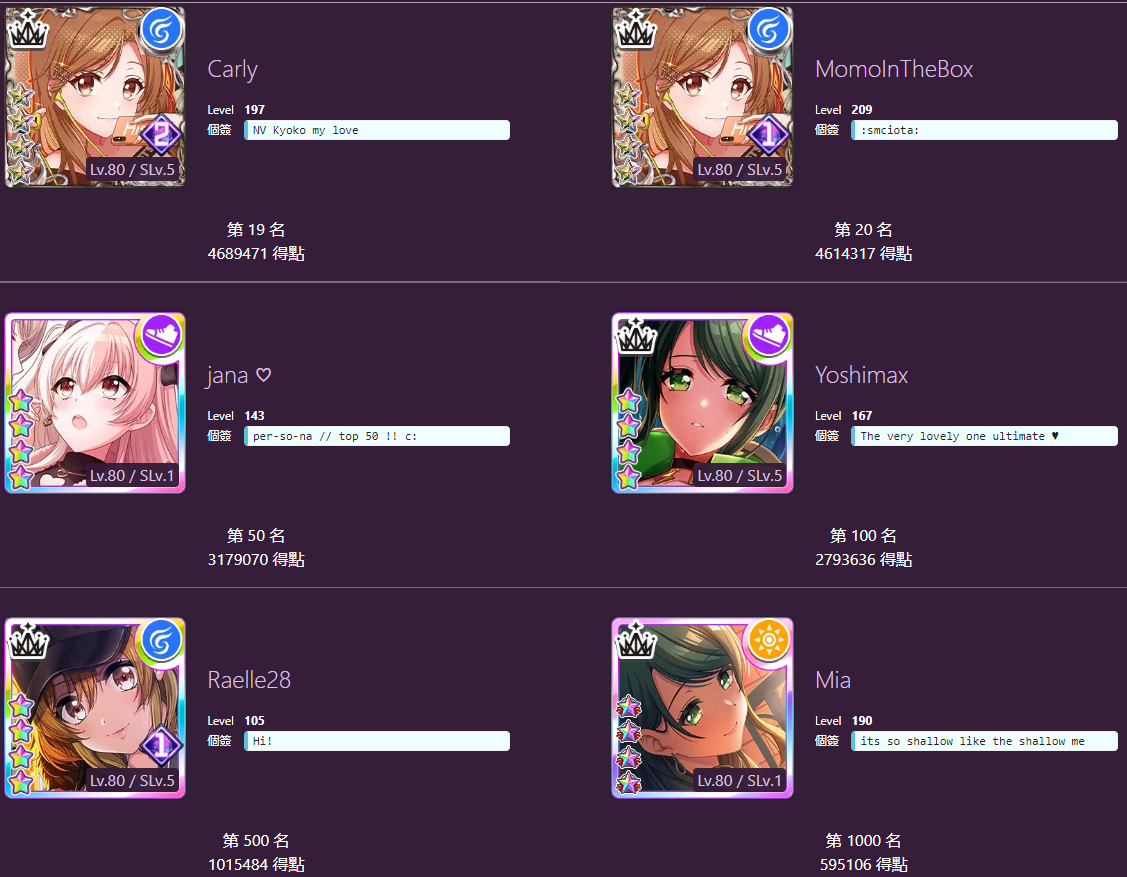 Carly
Level 197
個簽 NV Kyoko my love
2
Lv.80 / SLv.5
第 19 名
4689471 得點
MomoInTheBox
Level 209
個簽 :smciota:
1
Lv.80 / SLv.5
第 20 名
4614317 得點
jana ♡
Level 143
個簽 per-so-na // top 50 !! c:
Lv.80 / SLv.1
第 50 名
3179070 得點
Yoshimax
Level 167
個簽 The very lovely one ultimate ♥
Lv.80 / SLv.5
第 100 名
2793636 得點
Raelle28
Level 105
個簽 Hi!
1
Lv.80 / SLv.5
第 500 名
1015484 得點
Mia
Level 190
個簽 its so shallow like the shallow me
Lv.80 / SLv.1
第 1000 名
595106 得點